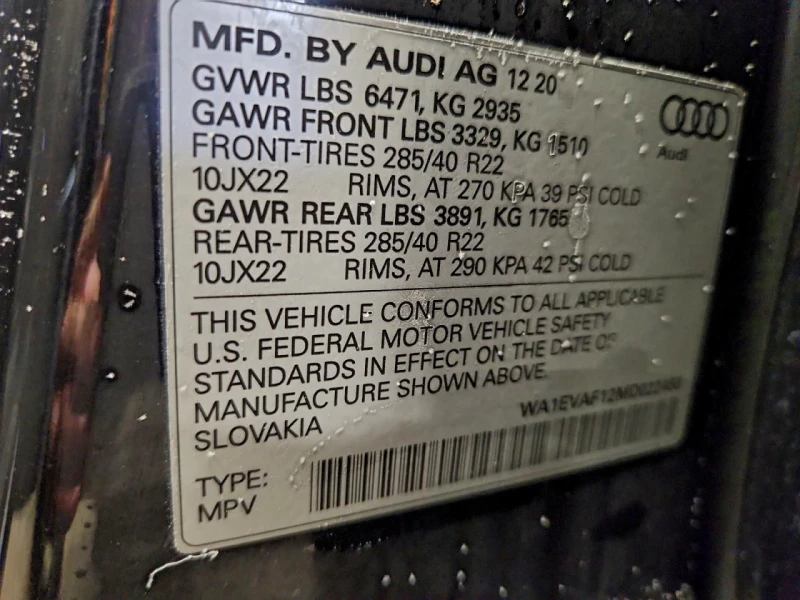 MFD. BY AUDI AG 12 20
GVWR LBS 6471, KG 2935
GAWR FRONT LBS 3329, KG 1510
FRONT-TIRES 285/40 R22
10JX22 RIMS, AT 270 KPA 39 PSI COLD
GAWR REAR LBS 3891, KG 1765
REAR-TIRES 285/40 R22
10JX22 RIMS, AT 290 KPA 42 PSI COLD
Audi
THIS VEHICLE CONFORMS TO ALL APPLICABLE
U.S. FEDERAL MOTOR VEHICLE SAFETY
STANDARDS IN EFFECT ON THE DATE OF
MANUFACTURE SHOWN ABOVE.
SLOVAKIA
TYPE:
MPV